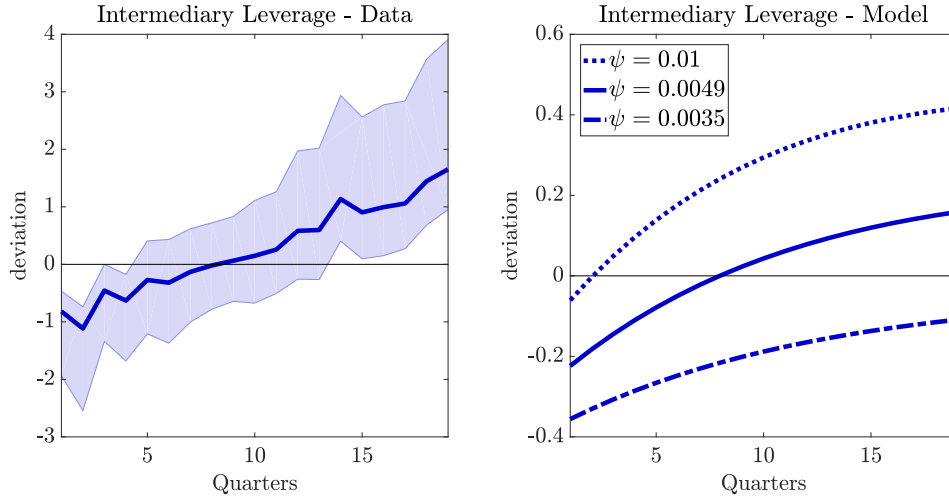 Intermediary Leverage - Data
4
3
2
1
0
-1
-2
-3
deviation
5
10
15
Quarters
Intermediary Leverage - Model
0.6
0.4
0.2
0
-0.2
-0.4
deviation
ψ = 0.01
ψ = 0.0049
ψ = 0.0035
5
10
15
Quarters